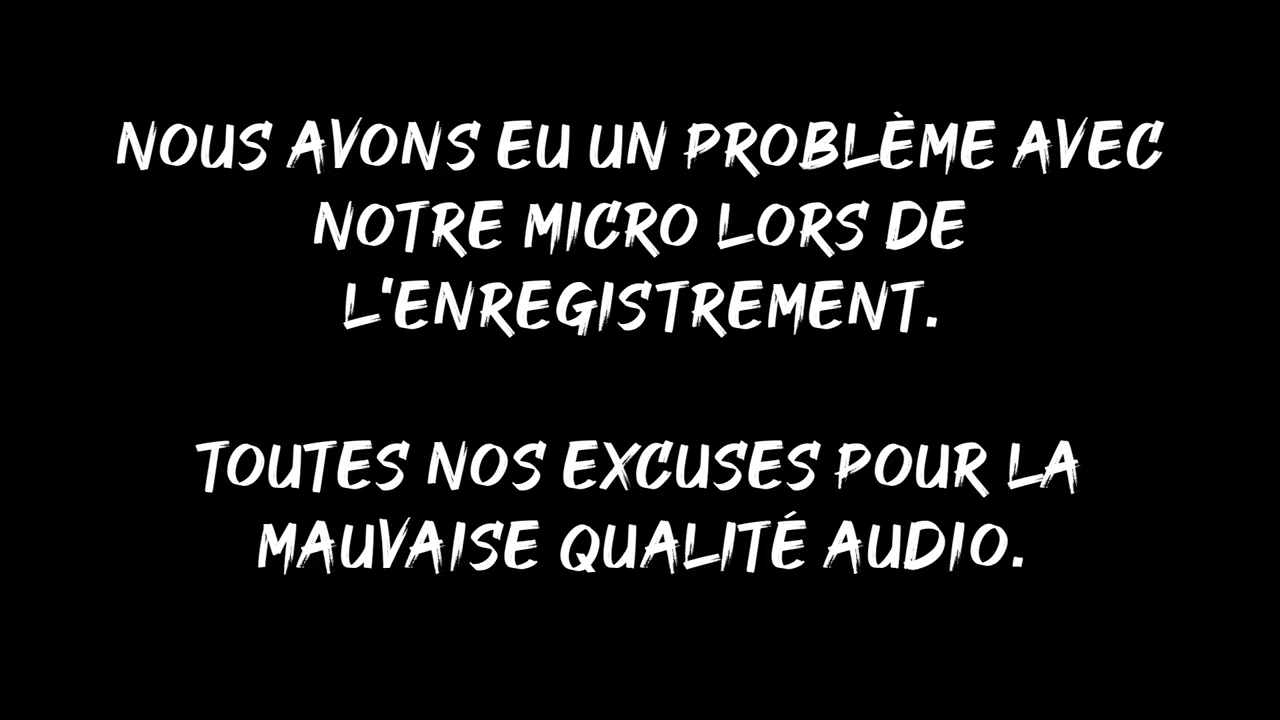 NOUS AVONS EU UN PROBLÈME AVEC
NOTRE MICRO LORS DE
L'ENREGISTREMENT.
TOUTES NOS EXCUSES POUR LA
MAUVAISE QUALITÉ AUDIO.